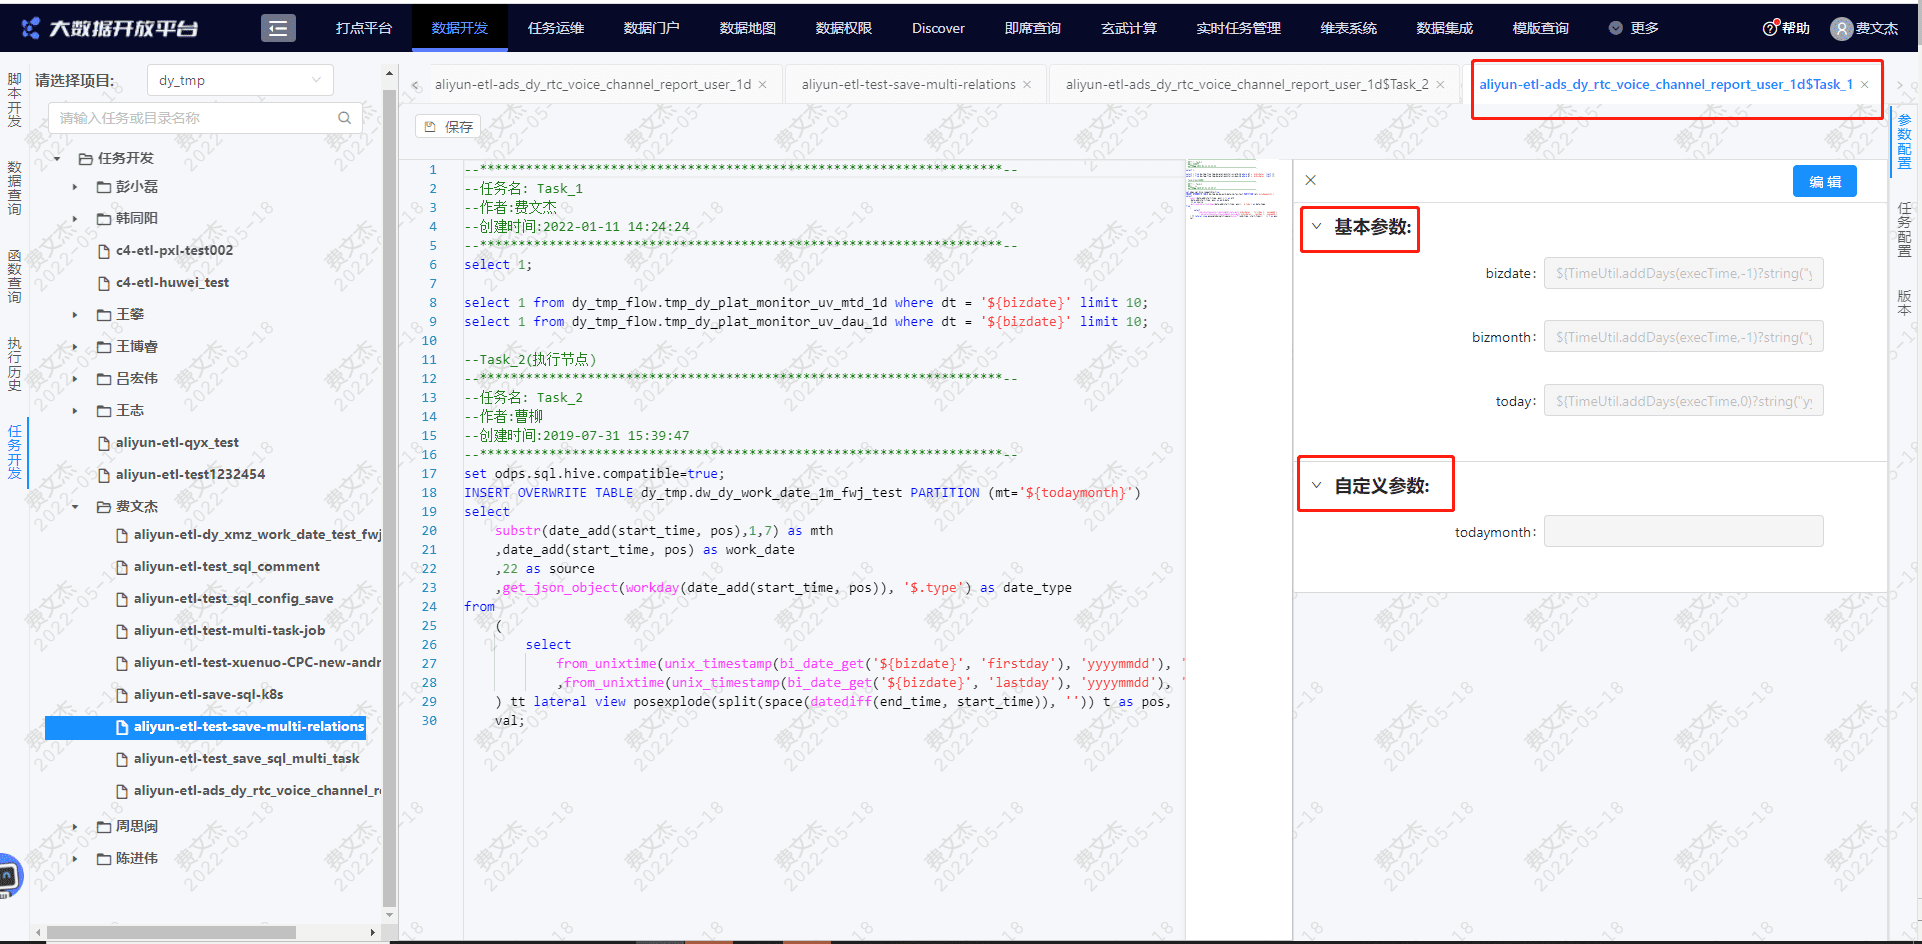 大数据开放平台
打点平台 数据开发 任务运维 数据门户 数据地图 数据权限 Discover 即席查询 玄武计算 实时任务管理 维表系统 数据集成 模版查询 更多 帮助 费文杰
脚本开发
数据查询
函数查询
执行历史
任务开发
请选择项目: dy_tmp
请输入任务或目录名称
任务开发
彭小磊
韩同阳
c4-etl-pxl-test002
c4-etl-huwei_test
王攀
王博睿
吕宏伟
王志
aliyun-etl-qyx_test
aliyun-etl-test1232454
费文杰
aliyun-etl-dy_xmz_work_date_test_fwj
aliyun-etl-test_sql_comment
aliyun-etl-test_sql_config_save
aliyun-etl-test-multi-task-job
aliyun-etl-test-xuenuo-CPC-new-andr
aliyun-etl-save-sql-k8s
aliyun-etl-test-save-multi-relations
aliyun-etl-test_save_sql_multi_task
aliyun-etl-ads_dy_rtc_voice_channel_r
周思闽
陈进伟
aliyun-etl-ads_dy_rtc_voice_channel_report_user_1d × aliyun-etl-test-save-multi-relations × aliyun-etl-ads_dy_rtc_voice_channel_report_user_1d$Task_2 × aliyun-etl-ads_dy_rtc_voice_channel_report_user_1d$Task_1 ×
保存
1 --********************************************************************--
2 --任务名: Task_1
3 --作者:费文杰
4 --创建时间:2022-01-11 14:24:24
5 --********************************************************************--
6 select 1;
7
8 select 1 from dy_tmp_flow.tmp_dy_plat_monitor_uv_mtd_1d where dt = '${bizdate}' limit 10;
9 select 1 from dy_tmp_flow.tmp_dy_plat_monitor_uv_dau_1d where dt = '${bizdate}' limit 10;
10
11 --Task_2(执行节点)
12 --********************************************************************--
13 --任务名: Task_2
14 --作者:曹柳
15 --创建时间:2019-07-31 15:39:47
16 --********************************************************************--
17 set odps.sql.hive.compatible=true;
18 INSERT OVERWRITE TABLE dy_tmp.dw_dy_work_date_1m_fwj_test PARTITION (mt='${todaymonth}')
19 select
20 substr(date_add(start_time, pos),1,7) as mth
21 ,date_add(start_time, pos) as work_date
22 ,22 as source
23 ,get_json_object(workday(date_add(start_time, pos)), '$.type') as date_type
24 from
25 (
26 select
27 from_unixtime(unix_timestamp(bi_date_get('${bizdate}', 'firstday'), 'yyyymmdd'), '
28 ,from_unixtime(unix_timestamp(bi_date_get('${bizdate}', 'lastday'), 'yyyymmdd'), '
29 ) tt lateral view posexplode(split(space(datediff(end_time, start_time)), '')) t as pos,
30 val;
编辑
基本参数:
bizdate: ${TimeUtil.addDays(execTime,-1)?string("y
bizmonth: ${TimeUtil.addDays(execTime,-1)?string("y
today: ${TimeUtil.addDays(execTime,0)?string("yy
自定义参数:
todaymonth:
参数配置
任务配置
版本
费文杰
2022-05-18